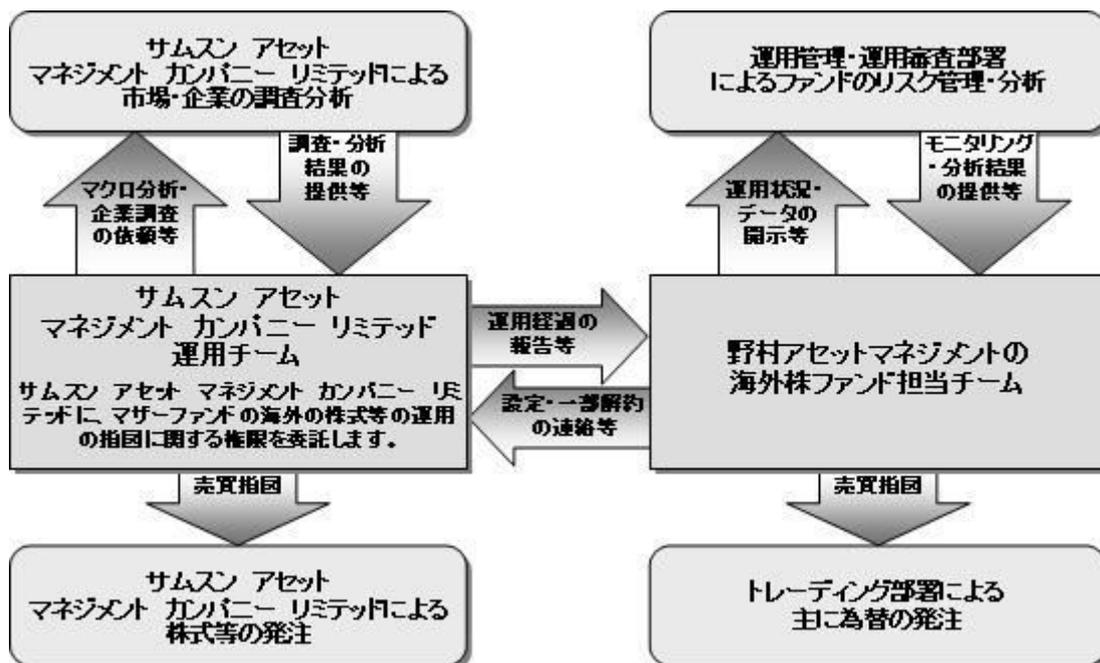 サムスン アセット
マネジメント カンパニー リミテッドによる
市場・企業の調査分析
運用管理・運用審査部署
によるファンドのリスク管理・分析
マクロ分析・
企業調査
の依頼等
調査・分析
結果の
提供等
運用状況・
データの
開示等
モニタリング
・分析結果
の提供等
サムスン アセット
マネジメント カンパニー リミテッド
運用チーム
サムスン アセット マネジメント カンパニー リミ
テッドに、マザーファンドの海外の株式等の運用
の指図に関する権限を委託します。
運用経過の
報告等
設定・一部解約
の連絡等
野村アセットマネジメントの
海外株ファンド担当チーム
売買指図
売買指図
サムスン アセット
マネジメント カンパニー リミテッドによる
株式等の発注
トレーディング部署による
主に為替の発注